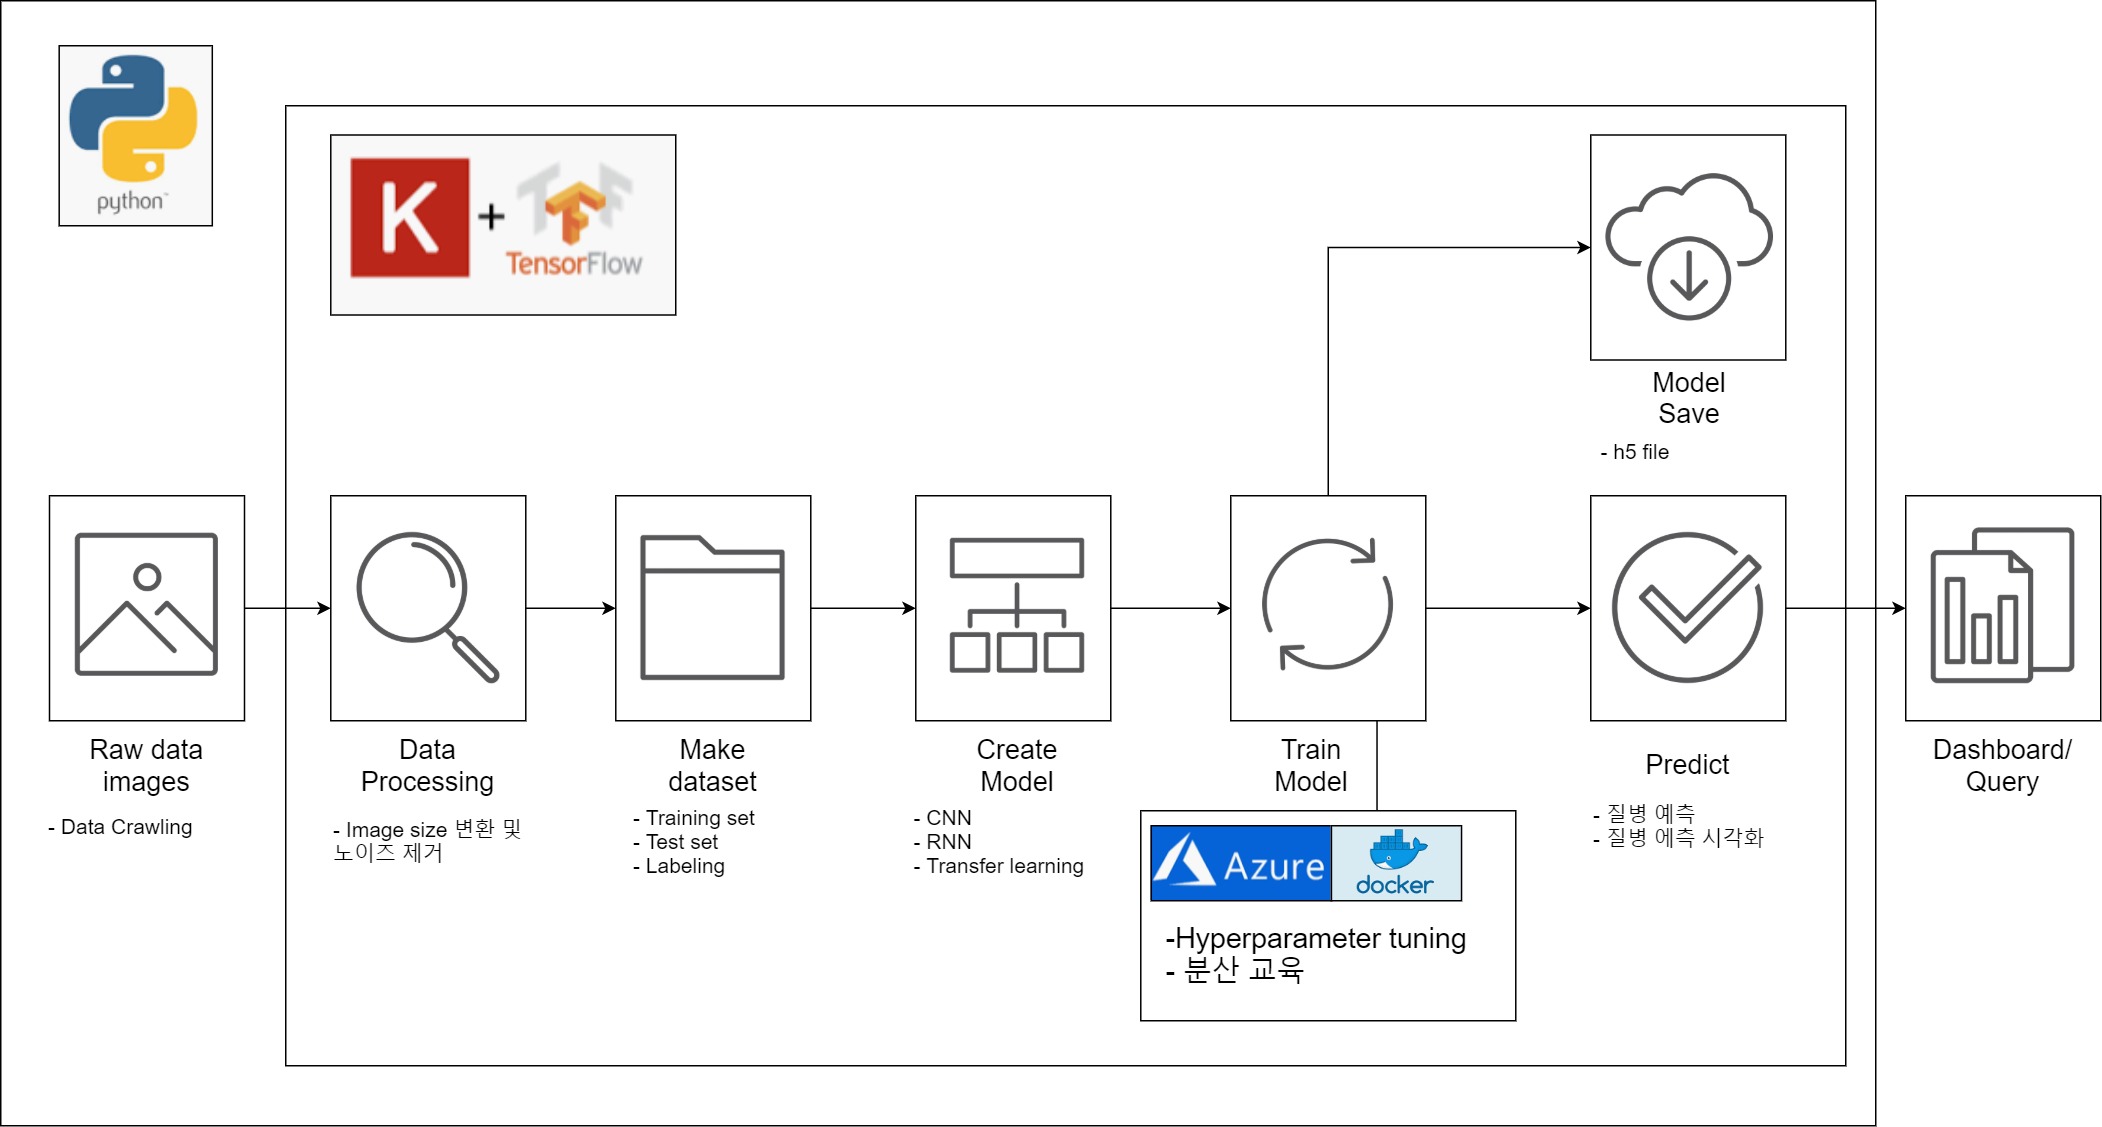 python™
K
+
TensorFlow
Model
Save
- h5 file
Raw data
images
- Data Crawling
Data
Processing
- Image size 변환 및
노이즈 제거
Make
dataset
- Training set
- Test set
- Labeling
Create
Model
- CNN
- RNN
- Transfer learning
Train
Model
Azure
docker
-Hyperparameter tuning
- 분산 교육
Predict
- 질병 예측
- 질병 에측 시각화
Dashboard/
Query